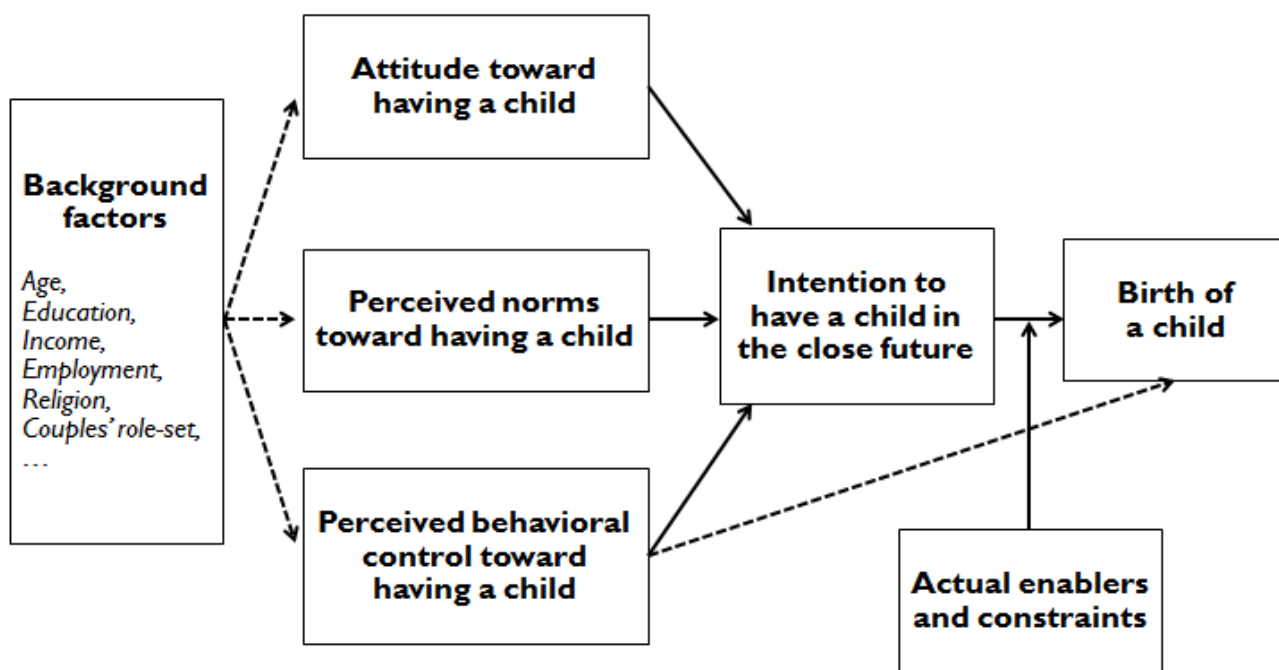 Background
factors
Age,
Education,
Income,
Employment,
Religion,
Couples' role-set,
...
Attitude toward
having a child
Perceived norms
toward having a child
Perceived behavioral
control toward
having a child
Intention to
have a child in
the close future
Birth of
a child
Actual enablers
and constraints